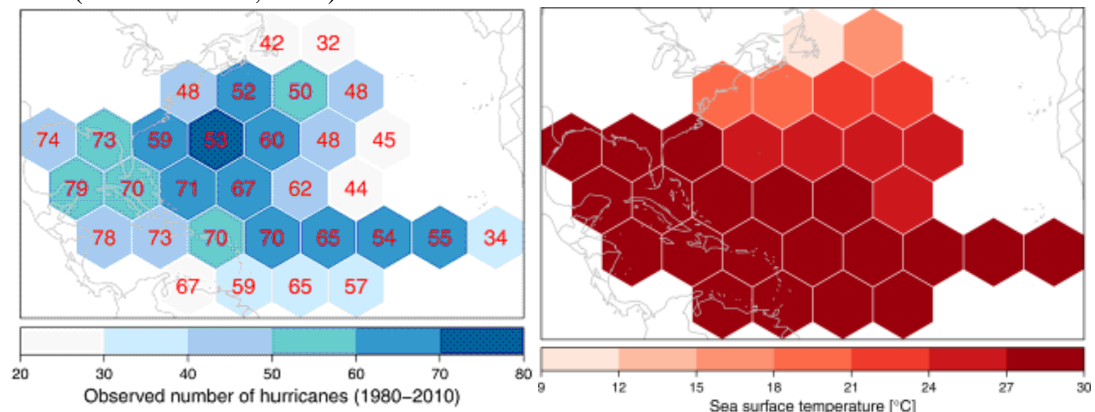 42 32
48 52 50 48
74 73 59 53 60 48 45
79 70 71 67 62 44
78 73 70 70 65 54 55 34
67 59 65 57
20 30 40 50 60 70 80
Observed number of hurricanes (1980–2010)
9 12 15 18 21 24 27 30
Sea surface temperature [°C]